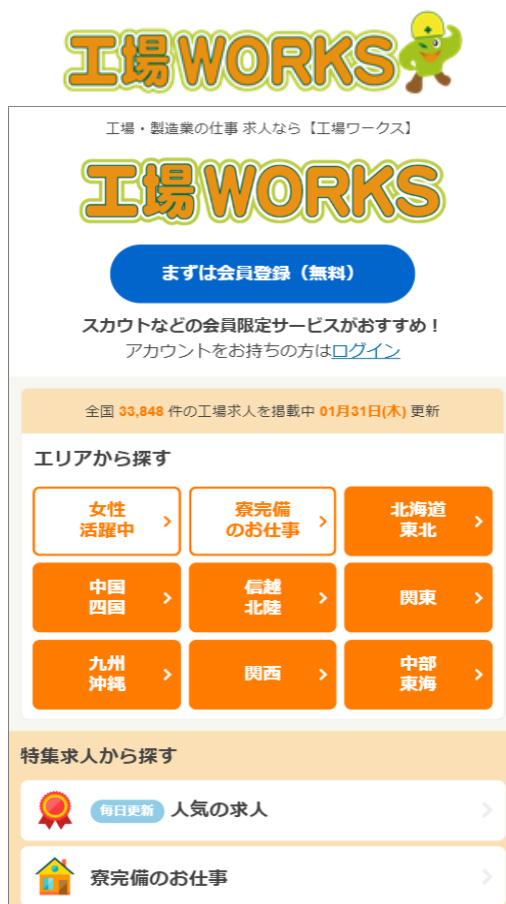 工場WORKS
工場・製造業の仕事 求人なら【工場ワークス】
工場WORKS
まずは会員登録（無料）
スカウトなどの会員限定サービスがおすすめ！
アカウントをお持ちの方はログイン
全国 33,848 件の工場求人を掲載中 01月31日(木) 更新
エリアから探す
女性
活躍中
寮完備
のお仕事
北海道
東北
中国
四国
信越
北陸
関東
九州
沖縄
関西
中部
東海
特集求人から探す
毎日更新 人気の求人
寮完備のお仕事